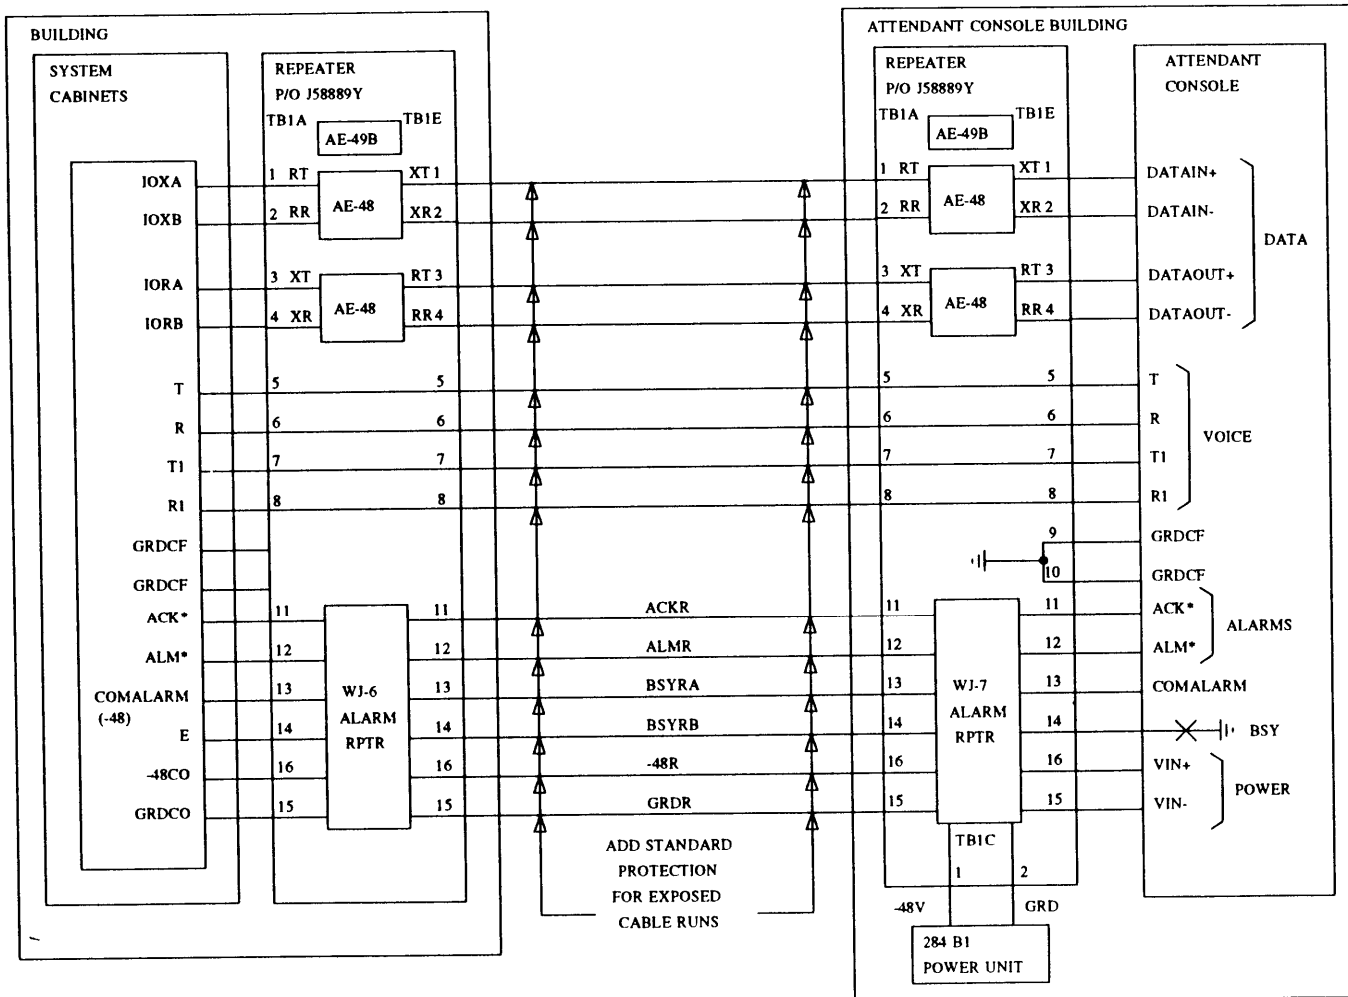 BUILDING
SYSTEM
CABINETS
REPEATER
P/O J58889Y
TB1A
TB1E
AE-49B
IOXA
1 RT
AE-48
XT 1
IOXB
2 RR
XR 2
IORA
3 XT
AE-48
RT 3
IORB
4 XR
RR 4
T
5
5
R
6
6
T1
7
7
R1
8
8
GRDCF
GRDCF
ACK*
11
11
ALM*
12
12
COMALARM
(-48)
13
13
E
14
14
-48CO
16
16
GRDCO
15
15
WJ-6
ALARM
RPTR
ACKR
ALMR
BSYRA
BSYRB
-48R
GRDR
ADD STANDARD
PROTECTION
FOR EXPOSED
CABLE RUNS
ATTENDANT CONSOLE BUILDING
REPEATER
P/O J58889Y
TB1A
TB1E
AE-49B
ATTENDANT
CONSOLE
1 RT
AE-48
XT 1
DATAIN+
2 RR
XR 2
DATAIN-
DATA
3 XT
AE-48
RT 3
DATAOUT+
4 XR
RR 4
DATAOUT-
5
5
T
6
6
R
VOICE
7
7
T1
8
8
R1
9
GRDCF
10
GRDCF
11
11
ACK*
ALARMS
12
12
ALM*
13
13
COMALARM
14
14
BSY
16
16
VIN+
POWER
15
15
VIN-
WJ-7
ALARM
RPTR
TB1C
1
2
-48V
GRD
284 B1
POWER UNIT